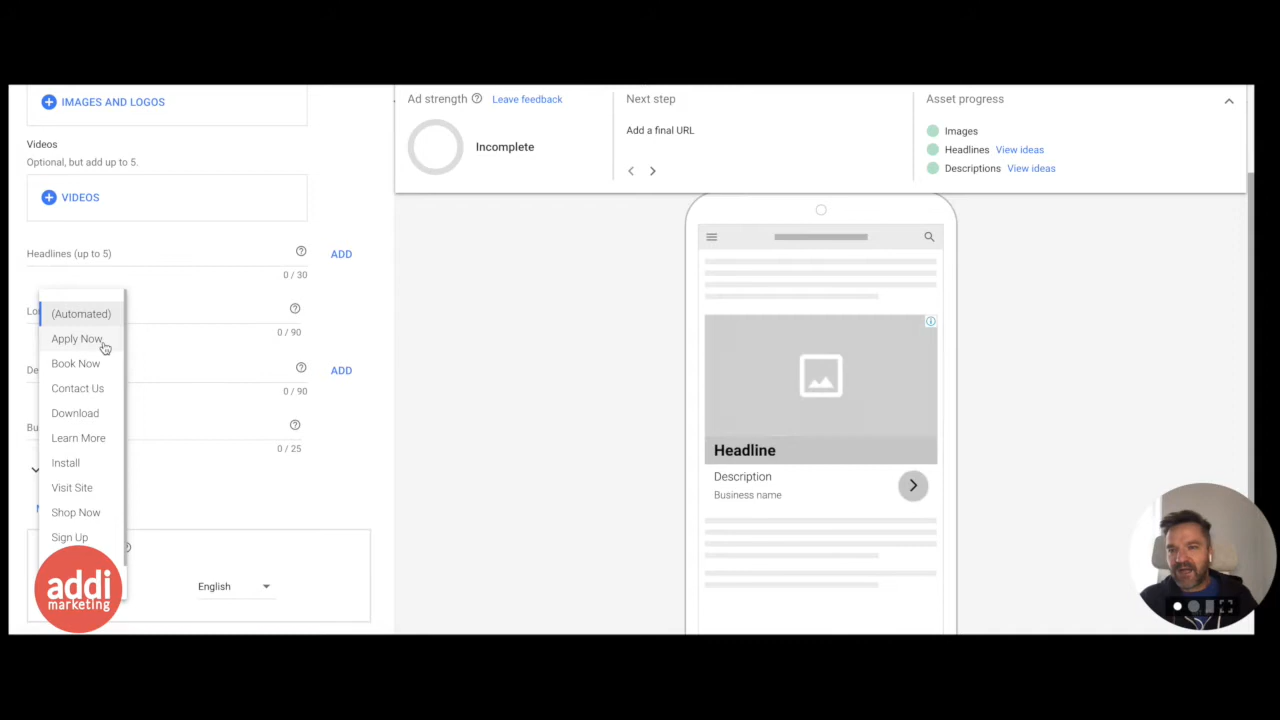 IMAGES AND LOGOS
Videos
Optional, but add up to 5.
VIDEOS
Headlines (up to 5)
ADD
0 / 30
Lo
0 / 90
De
ADD
0 / 90
Bu
0 / 25
(Automated)
Apply Now
Book Now
Contact Us
Download
Learn More
Install
Visit Site
Shop Now
Sign Up
English
addi
marketing
Ad strength
Leave feedback
Incomplete
Next step
Add a final URL
Asset progress
Images
Headlines View ideas
Descriptions View ideas
Headline
Description
Business name